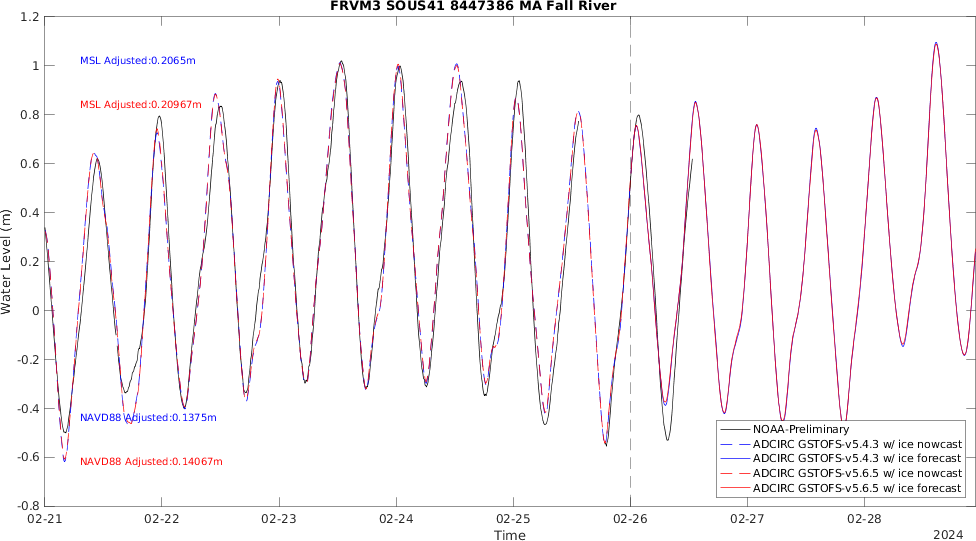 FRVM3 SOUS41 8447386 MA Fall River
1.2
1
0.8
0.6
0.4
0.2
0
-0.2
-0.4
-0.6
-0.8
Water Level (m)
MSL Adjusted:0.2065m
MSL Adjusted:0.20967m
NAVD88 Adjusted:0.1375m
NAVD88 Adjusted:0.14067m
NOAA-Preliminary
ADCIRC GSTOFS-v5.4.3 w/ ice nowcast
ADCIRC GSTOFS-v5.4.3 w/ ice forecast
ADCIRC GSTOFS-v5.6.5 w/ ice nowcast
ADCIRC GSTOFS-v5.6.5 w/ ice forecast
02-21 02-22 02-23 02-24 02-25 02-26 02-27 02-28
Time
2024